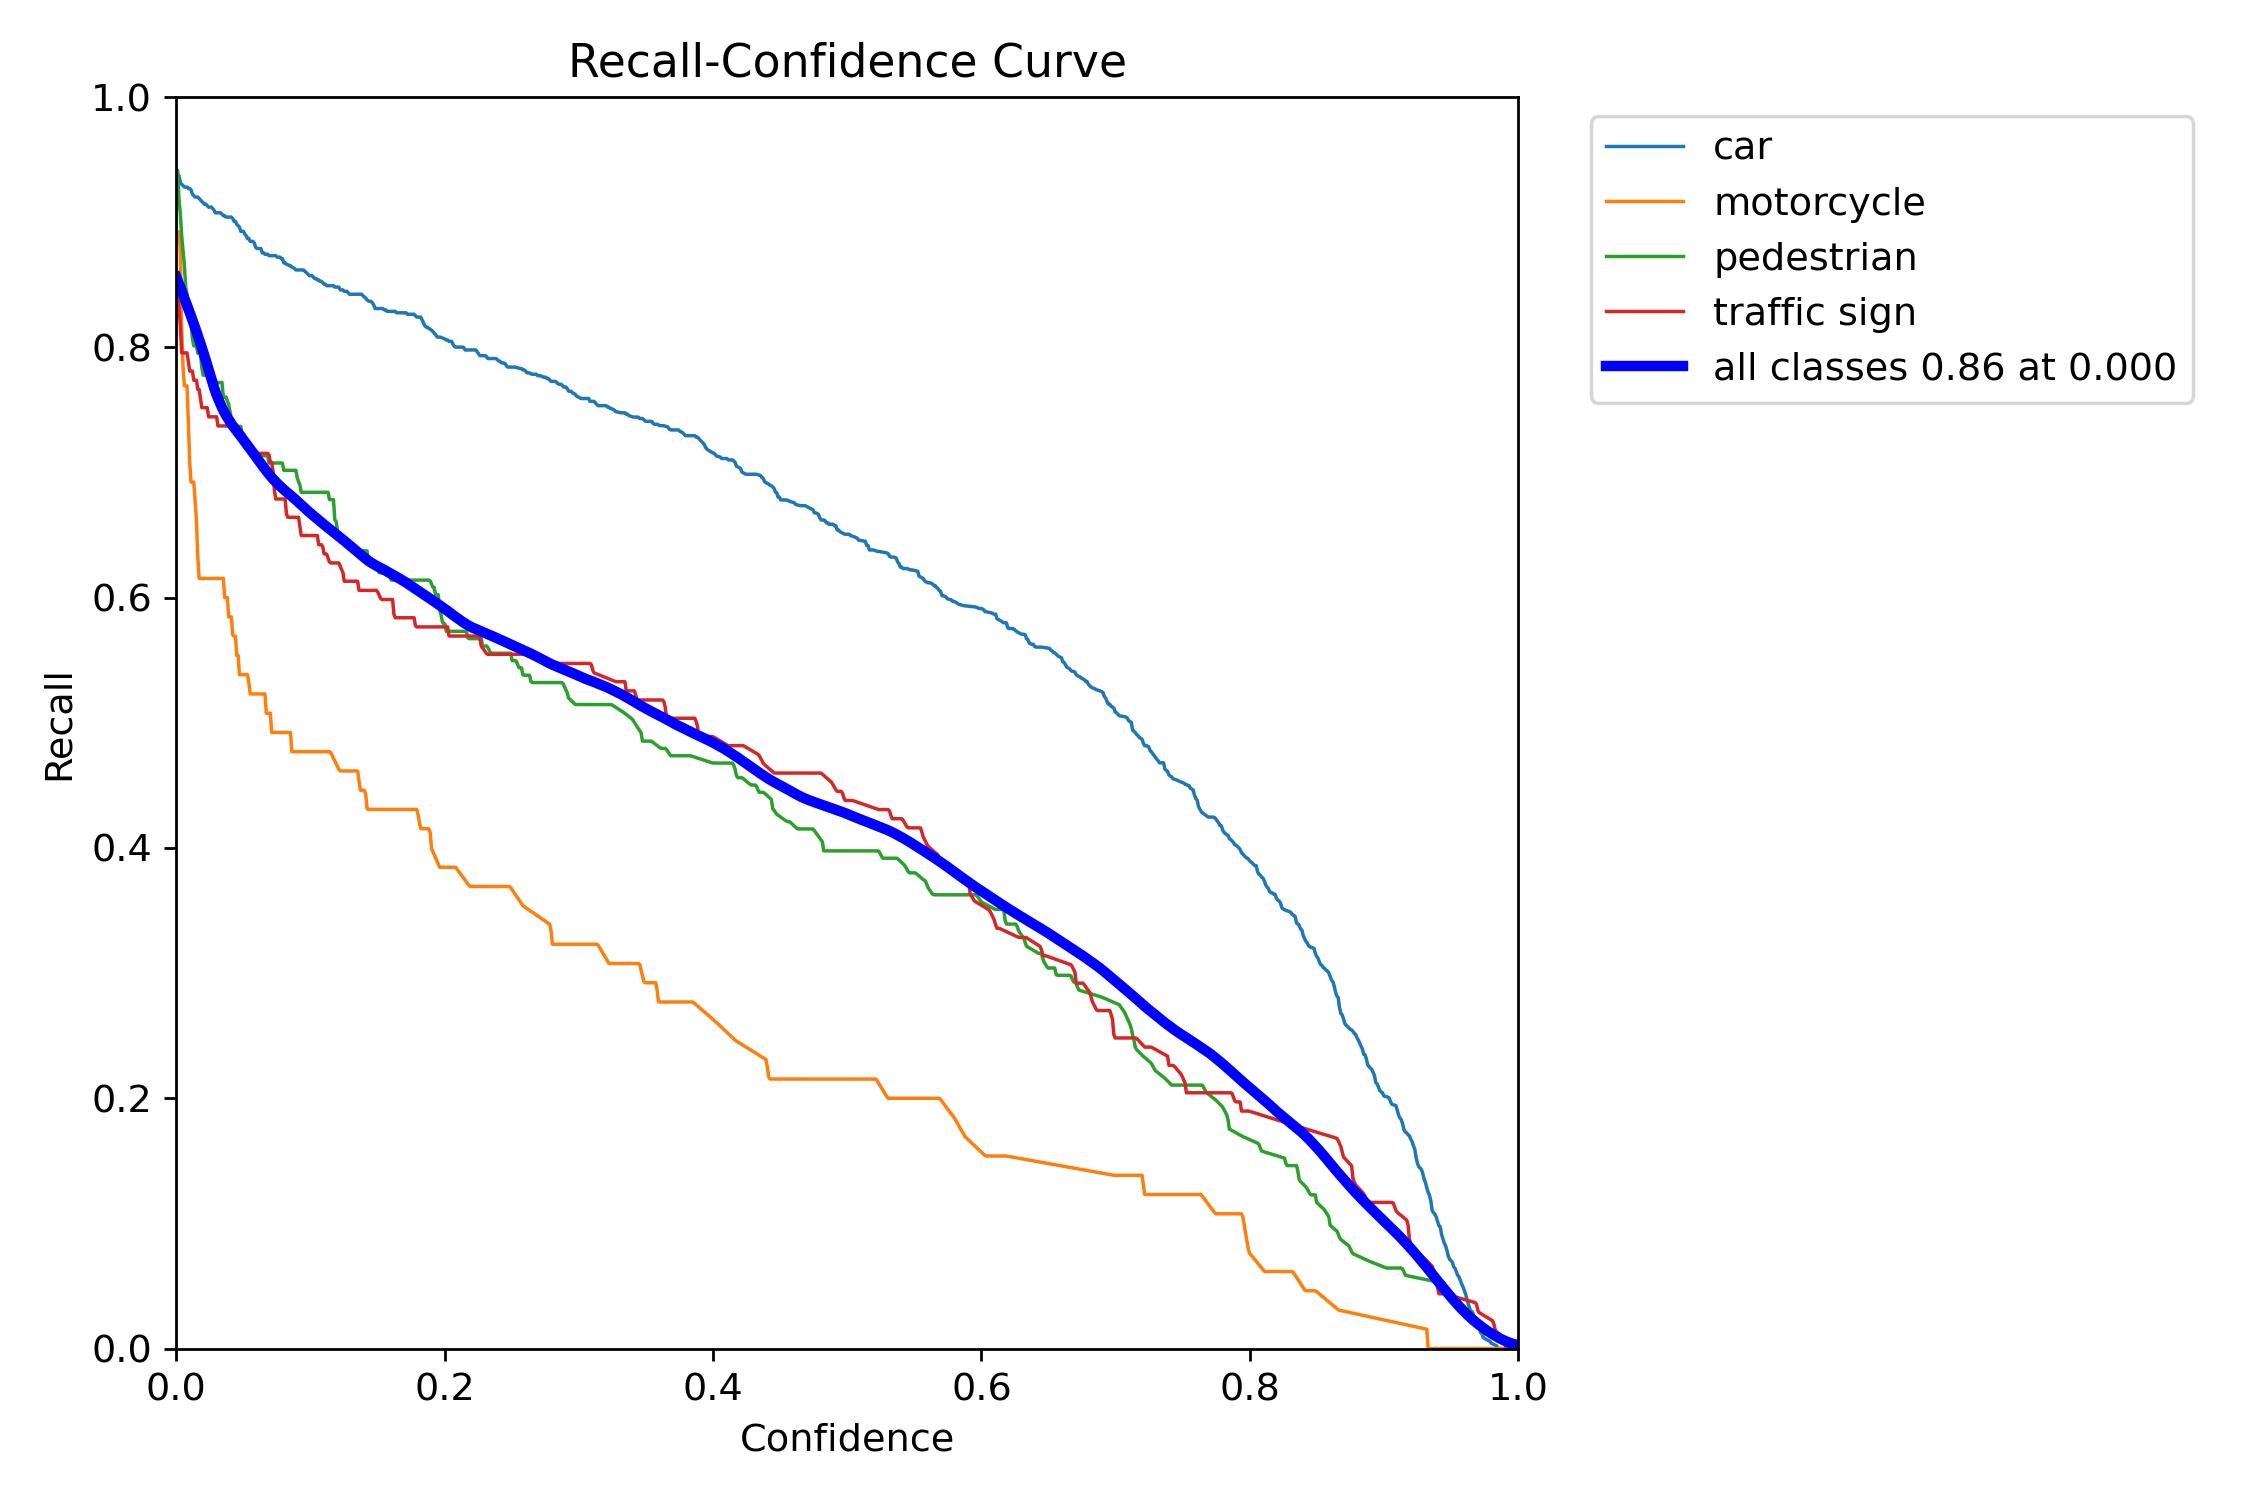 Recall-Confidence Curve
1.0
0.8
0.6
0.4
0.2
0.0
Recall
0.0 0.2 0.4 0.6 0.8 1.0
Confidence
car
motorcycle
pedestrian
traffic sign
all classes 0.86 at 0.000